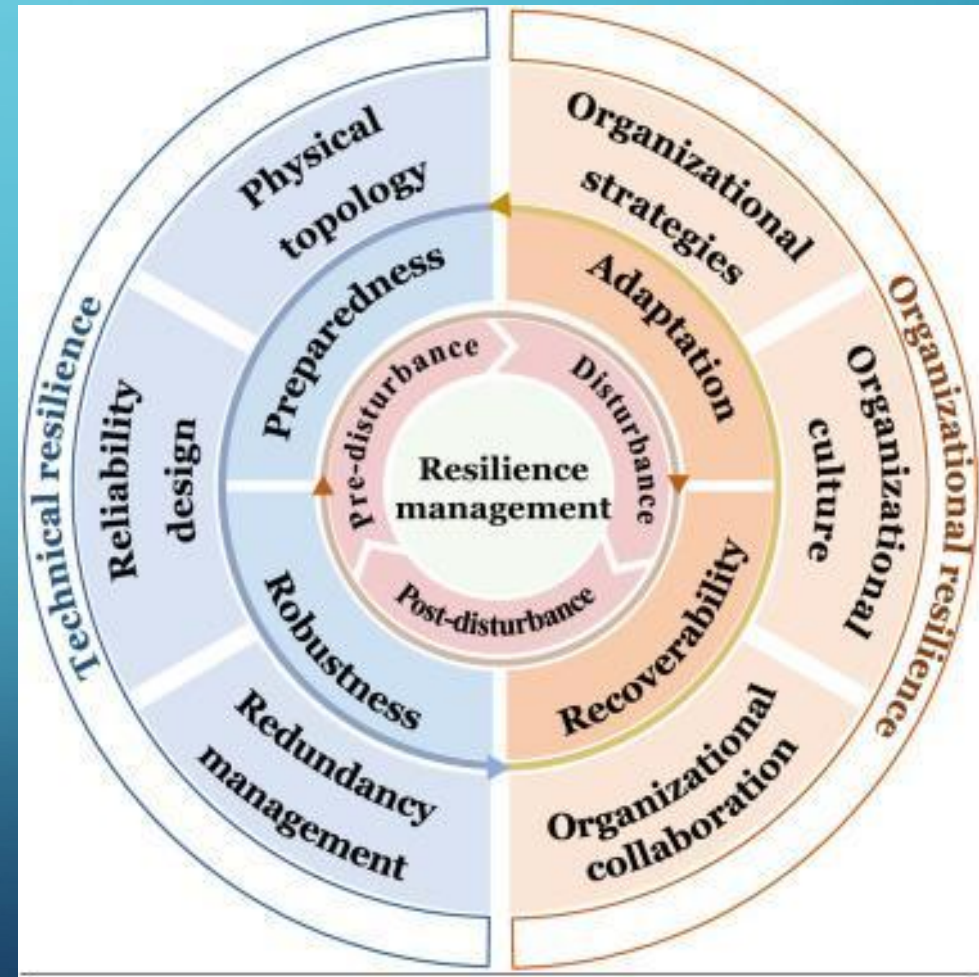 Technical resilience
Organizational resilience
Physical
topology
Reliability
design
Redundancy
management
Organizational
strategies
Organizational
culture
Organizational
collaboration
Preparedness
Robustness
Adaptation
Recoverability
Pre-disturbance
Disturbance
Post-disturbance
Resilience
management